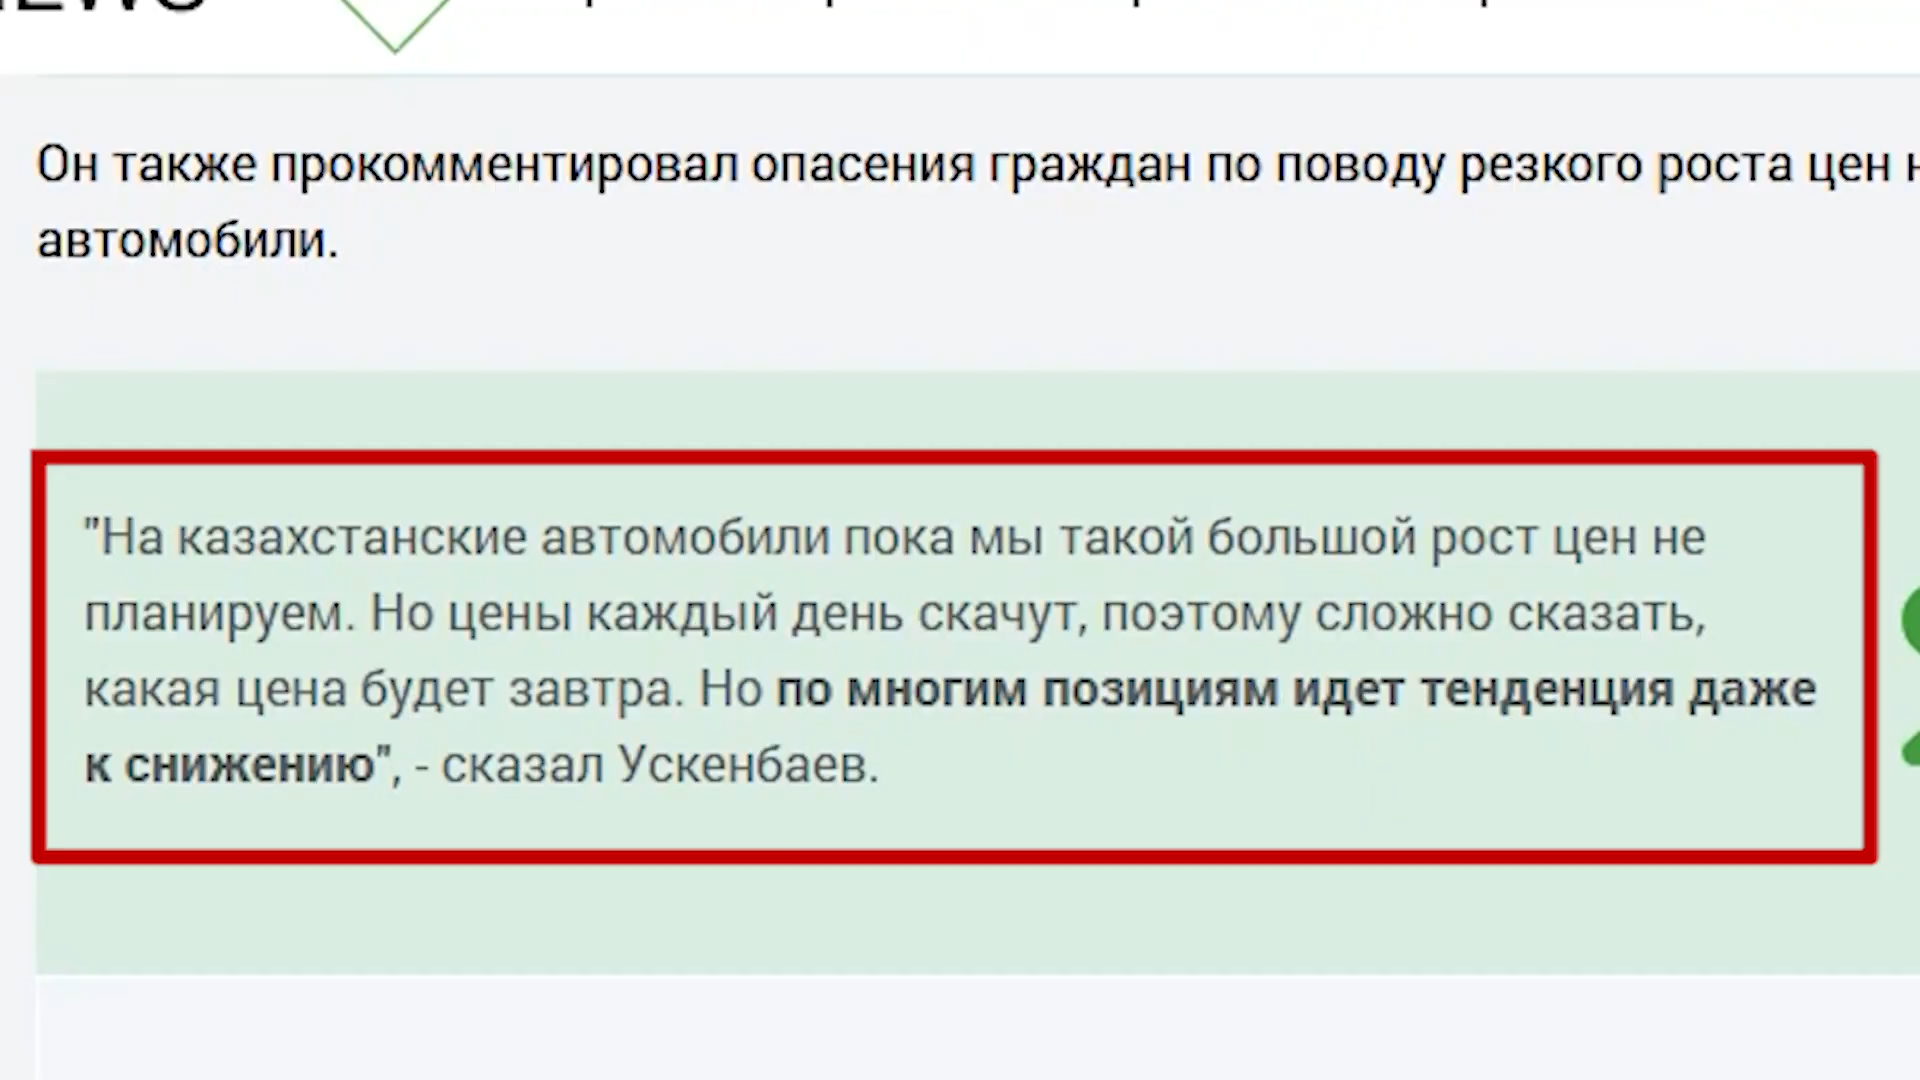 Он также прокомментировал опасения граждан по поводу резкого роста цен
автомобили.
"На казахстанские автомобили пока мы такой большой рост цен не
планируем. Но цены каждый день скачут, поэтому сложно сказать,
какая цена будет завтра. Но по многим позициям идет тенденция даже
к снижению", - сказал Ускенбаев.